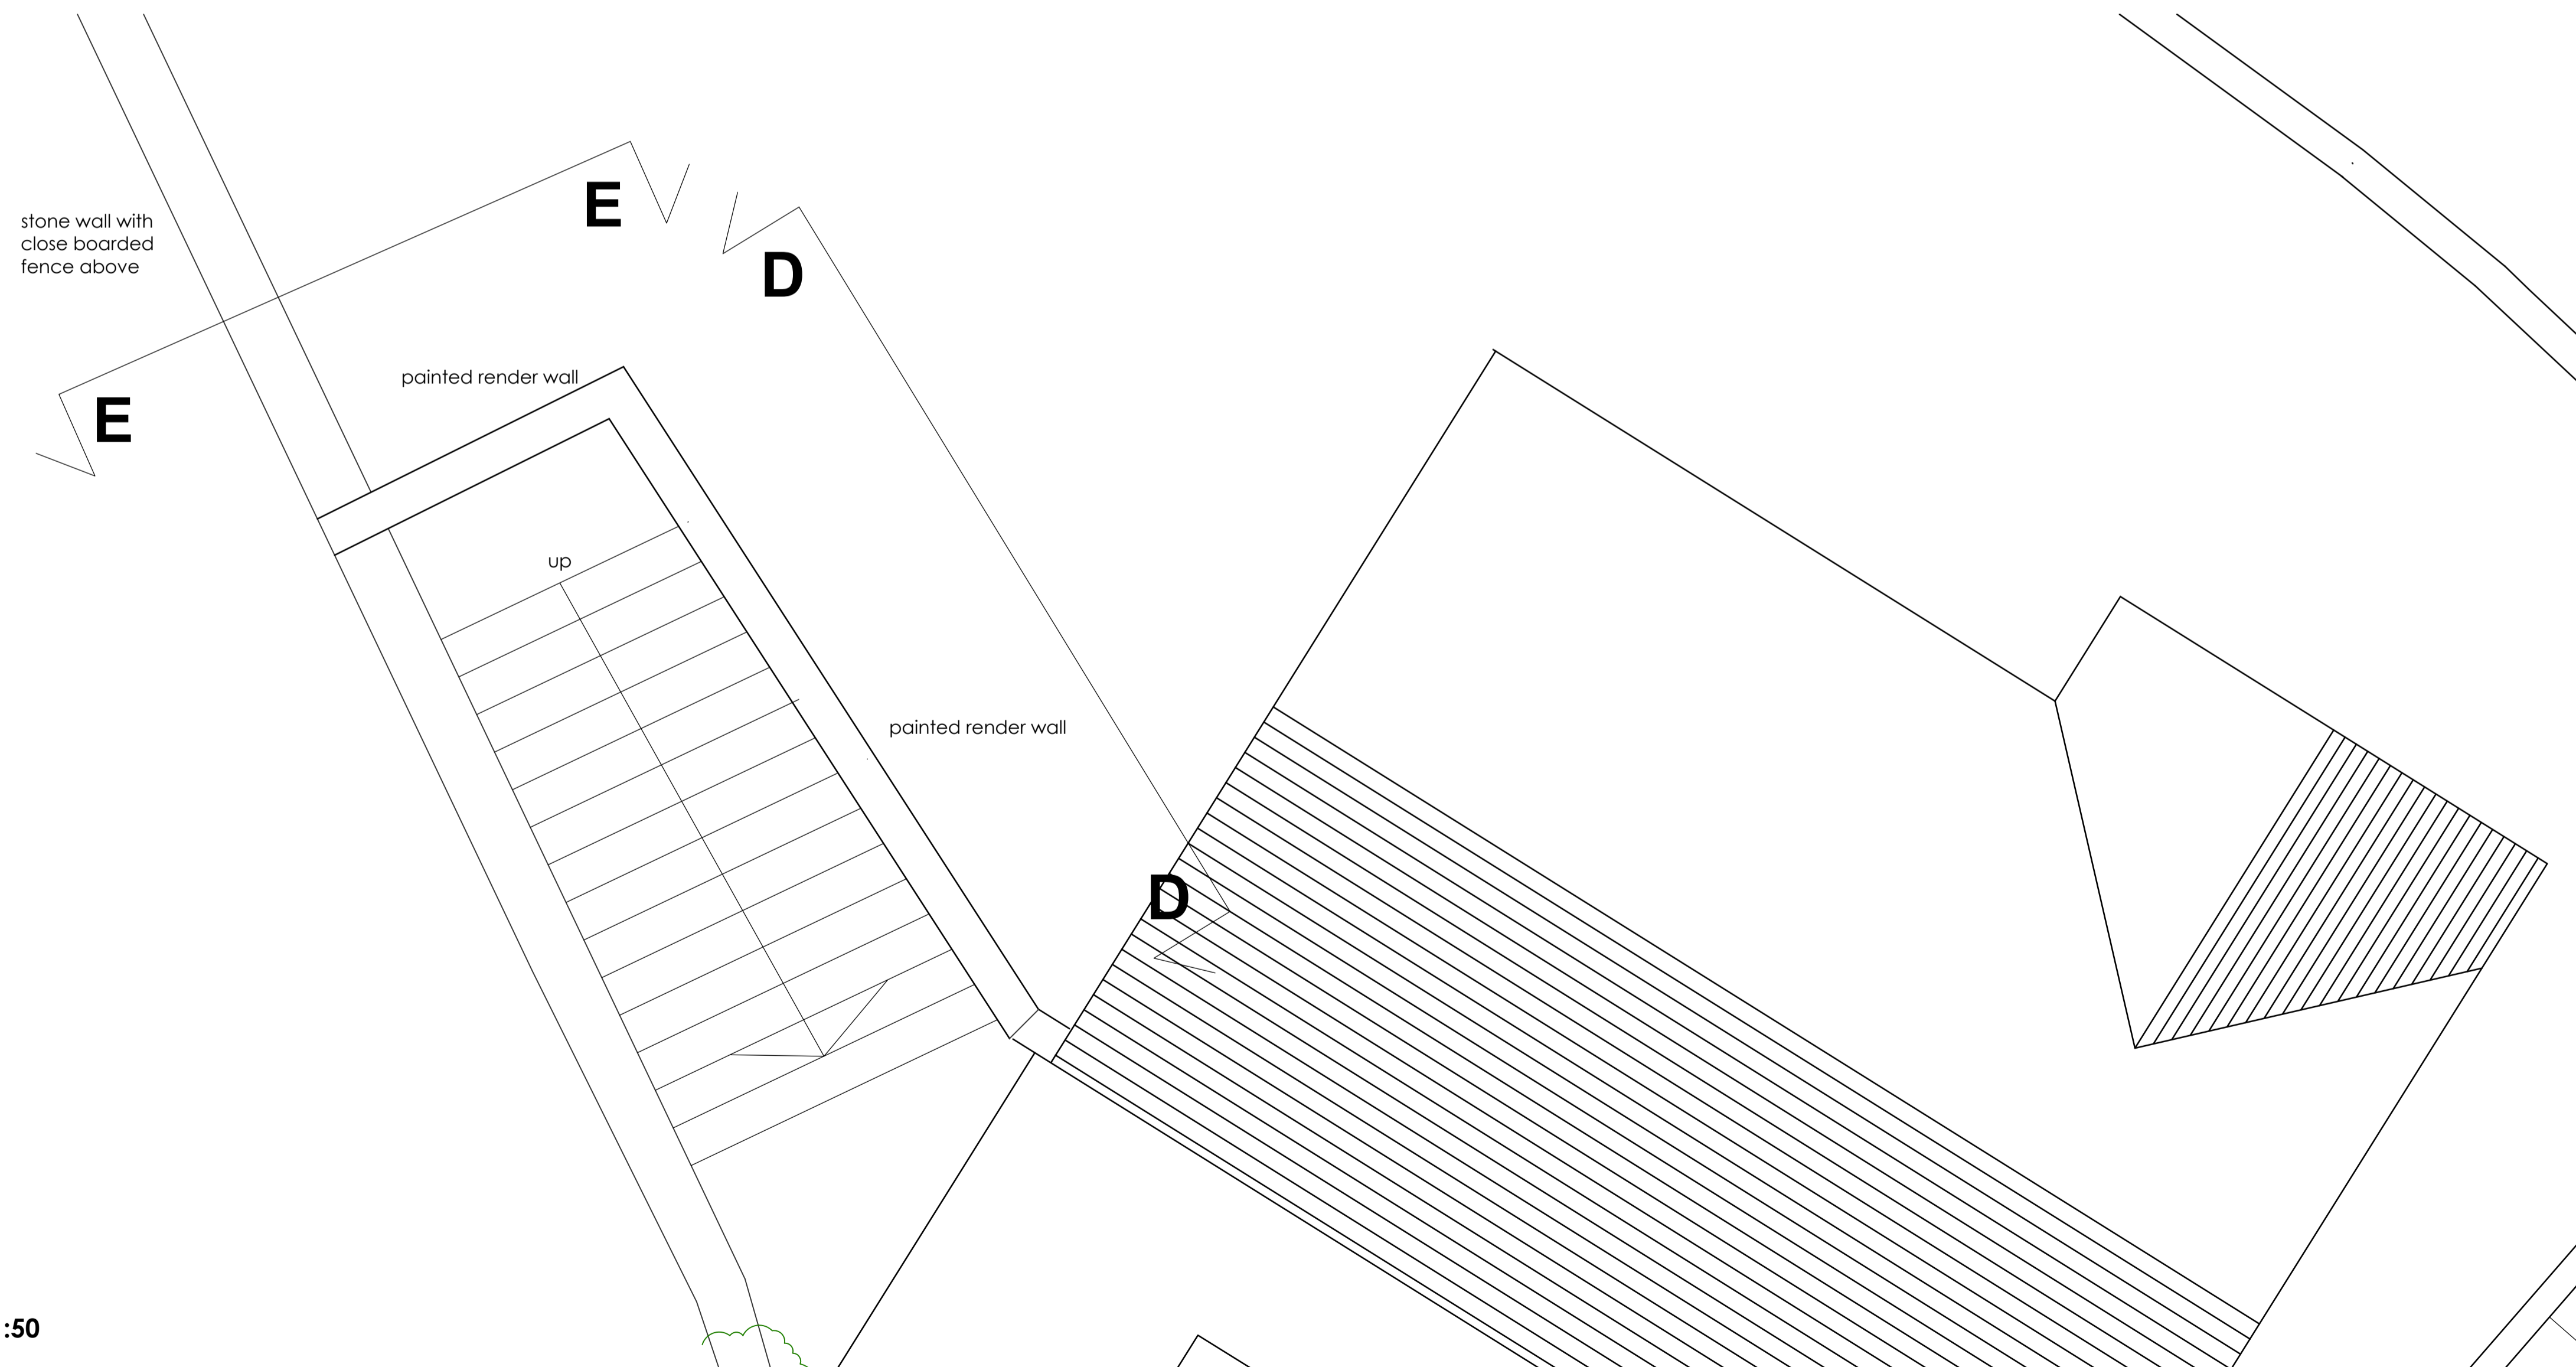 E
stone wall with
close boarded
fence above
D
painted render wall
E
up
painted render wall
D
:50